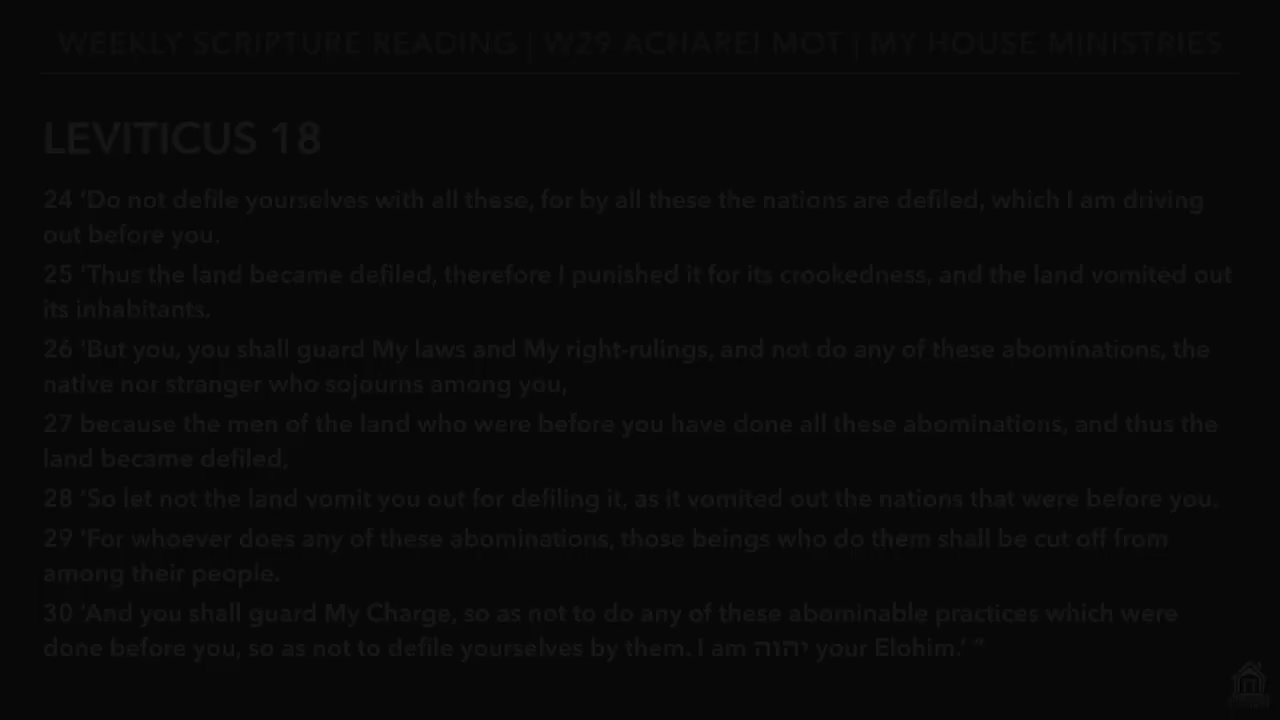 WEEKLY SCRIPTURE READING | W29 ACHAREI MOT | MY HOUSE MINISTRIES
LEVITICUS 18
24 ‘Do not defile yourselves with all these, for by all these the nations are defiled, which I am driving
out before you.
25 ‘Thus the land became defiled, therefore I punished it for its crookedness, and the land vomited out
its inhabitants.
26 ‘But you, you shall guard My laws and My right-rulings, and not do any of these abominations, the
native nor stranger who sojourns among you,
27 because the men of the land who were before you have done all these abominations, and thus the
land became defiled,
28 ‘So let not the land vomit you out for defiling it, as it vomited out the nations that were before you.
29 ‘For whoever does any of these abominations, those beings who do them shall be cut off from
among their people.
30 ‘And you shall guard My Charge, so as not to do any of these abominable practices which were
done before you, so as not to defile yourselves by them. I am יהוה your Elohim.’ ”